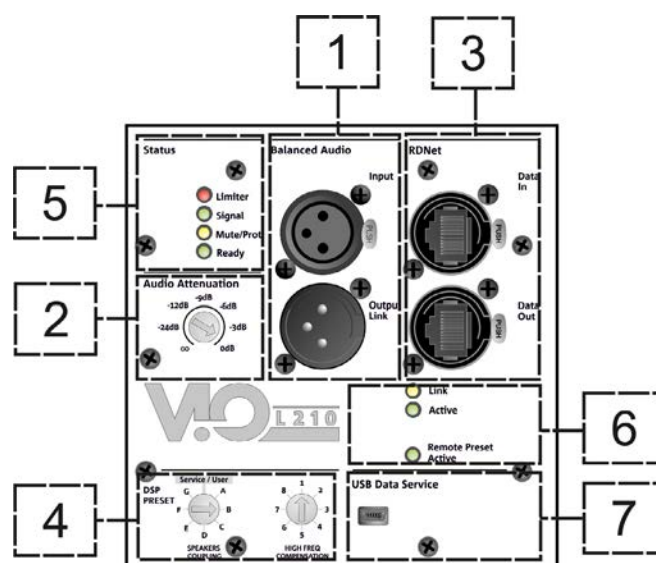 1
3
Status
Balanced Audio
RDNet
Input
Data
In
5
Limiter
Signal
Mute/Prot
Ready
Audio Attenuation
-9dB
-12dB
-6dB
2
-24dB
-3dB
∞
0dB
Output
Link
Data
Out
PUSH
PUSH
PUSH
VIO
L210
Link
Active
Remote Preset
Active
6
4
DSP
PRESET
Service / User
G A
F B
E C
D
SPEAKERS
COUPLING
1
8 2
7 3
6 4
5
HIGH FREQ
COMPENSATION
USB Data Service
7